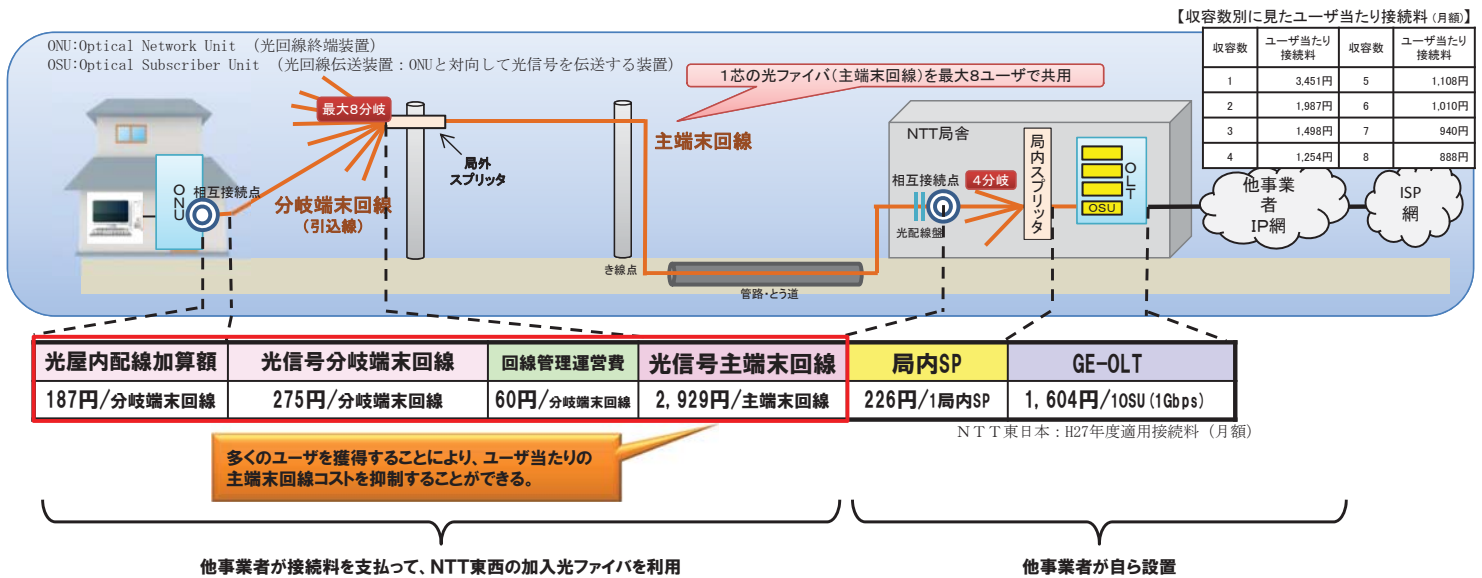 【収容数別に見たユーザ当たり接続料(月額)】
収容数 ユーザ当たり接続料 収容数 ユーザ当たり接続料
1 3,451円 5 1,108円
2 1,987円 6 1,010円
3 1,498円 7 940円
4 1,254円 8 888円
ONU:Optical Network Unit (光回線終端装置)
OSU:Optical Subscriber Unit (光回線伝送装置:ONUと対向して光信号を伝送する装置)
1芯の光ファイバ(主端末回線)を最大8ユーザで共用
最大8分岐
主端末回線
NTT局舎
局外
スプリッタ
局内スプリッタ
OLT
OSU
ONU
相互接続点
分岐端末回線
(引込線)
相互接続点
4分岐
光配線盤
他事業
者
IP網
ISP
網
き線点
管路・とう道
光屋内配線加算額 光信号分岐端末回線 回線管理運営費 光信号主端末回線 局内SP GE-OLT
187円/分岐端末回線 275円/分岐端末回線 60円/分岐端末回線 2,929円/主端末回線 226円/1局内SP 1,604円/1OSU(1Gbps)
NTT東日本:H27年度適用接続料(月額)
多くのユーザを獲得することにより、ユーザ当たりの
主端末回線コストを抑制することができる。
他事業者が接続料を支払って、NTT東西の加入光ファイバを利用
他事業者が自ら設置